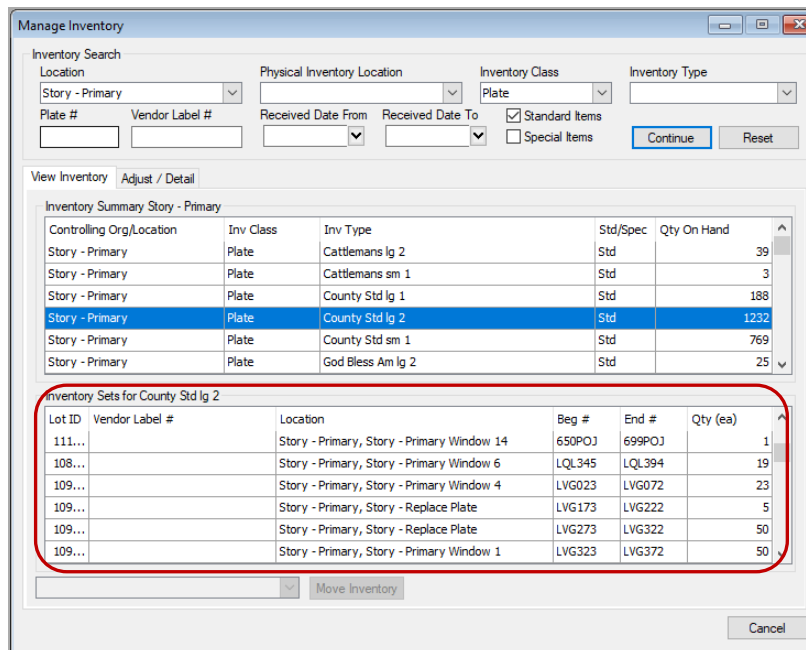 Manage Inventory
Inventory Search
Location Physical Inventory Location Inventory Class Inventory Type
Story - Primary Plate
Plate # Vendor Label # Received Date From Received Date To Standard Items
Special Items Continue Reset
View Inventory Adjust / Detail
Inventory Summary Story - Primary
Controlling Org/Location Inv Class Inv Type Std/Spec Qty On Hand
Story - Primary Plate Cattlemans lg 2 Std 39
Story - Primary Plate Cattlemans sm 1 Std 3
Story - Primary Plate County Std lg 1 Std 188
Story - Primary Plate County Std lg 2 Std 1232
Story - Primary Plate County Std sm 1 Std 769
Story - Primary Plate God Bless Am lg 2 Std 25
Inventory Sets for County Std lg 2
Lot ID Vendor Label # Location Beg # End # Qty (ea)
111... Story - Primary, Story - Primary Window 14 650POJ 699POJ 1
108... Story - Primary, Story - Primary Window 6 LQL345 LQL394 19
109... Story - Primary, Story - Primary Window 4 LVG023 LVG072 23
109... Story - Primary, Story - Replace Plate LVG173 LVG222 5
109... Story - Primary, Story - Replace Plate LVG273 LVG322 50
109... Story - Primary, Story - Primary Window 1 LVG323 LVG372 50
Move Inventory
Cancel